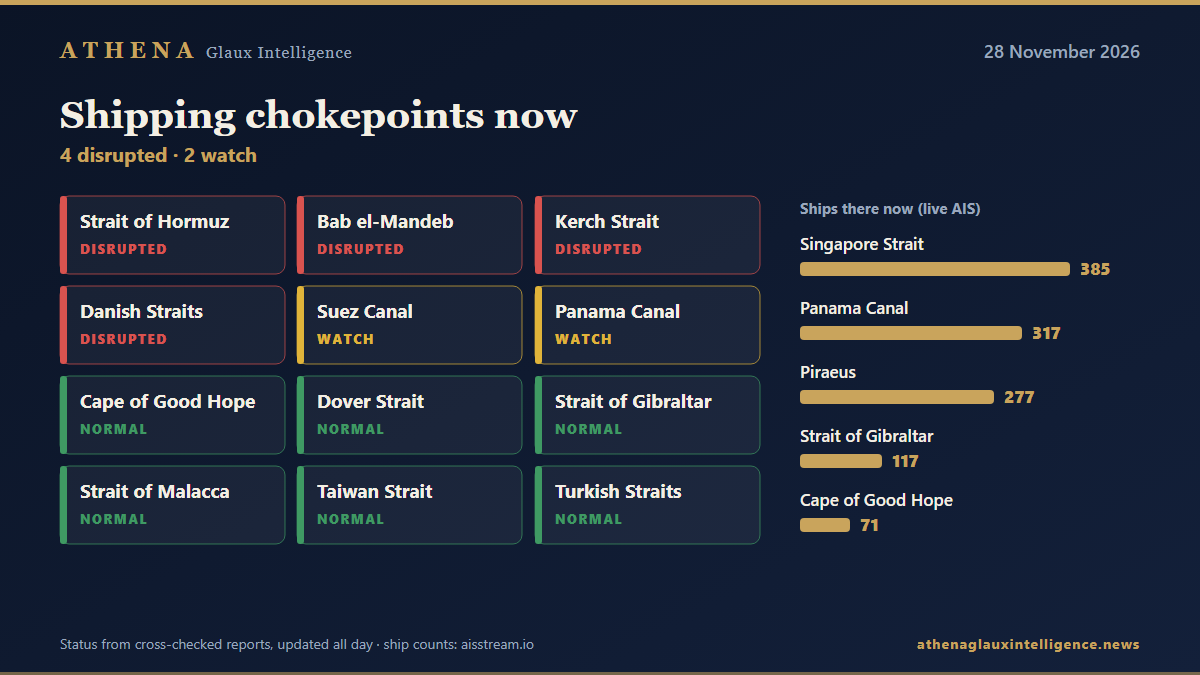 ATHENA Glaux Intelligence
28 November 2026
Shipping chokepoints now
4 disrupted · 2 watch
Strait of Hormuz
DISRUPTED
Bab el-Mandeb
DISRUPTED
Kerch Strait
DISRUPTED
Danish Straits
DISRUPTED
Suez Canal
WATCH
Panama Canal
WATCH
Cape of Good Hope
NORMAL
Dover Strait
NORMAL
Strait of Gibraltar
NORMAL
Strait of Malacca
NORMAL
Taiwan Strait
NORMAL
Turkish Straits
NORMAL
Ships there now (live AIS)
Singapore Strait
385
Panama Canal
317
Piraeus
277
Strait of Gibraltar
117
Cape of Good Hope
71
Status from cross-checked reports, updated all day · ship counts: aisstream.io
athenaglauxintelligence.news